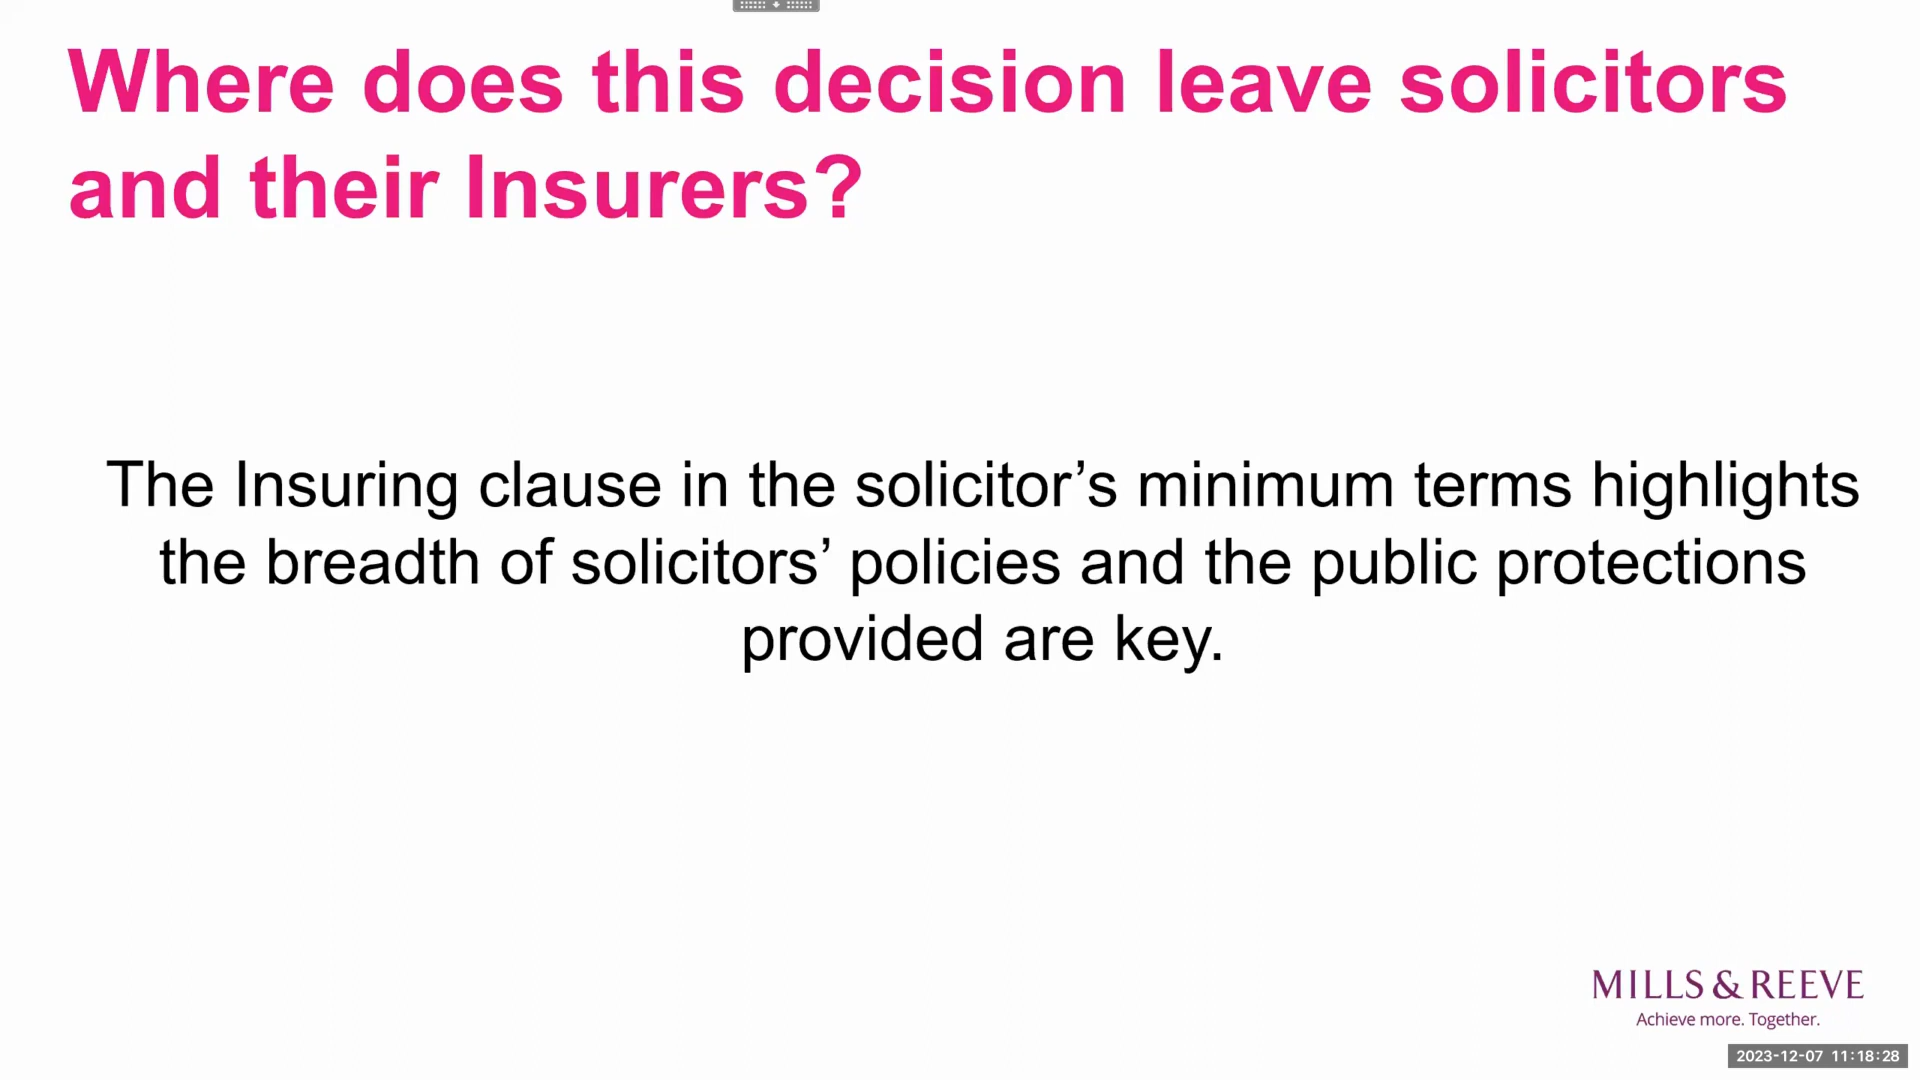 Where does this decision leave solicitors
and their Insurers?
The Insuring clause in the solicitor’s minimum terms highlights
the breadth of solicitors’ policies and the public protections
provided are key.
MILLS & REEVE
Achieve more. Together.
2023-12-07 11:18:28